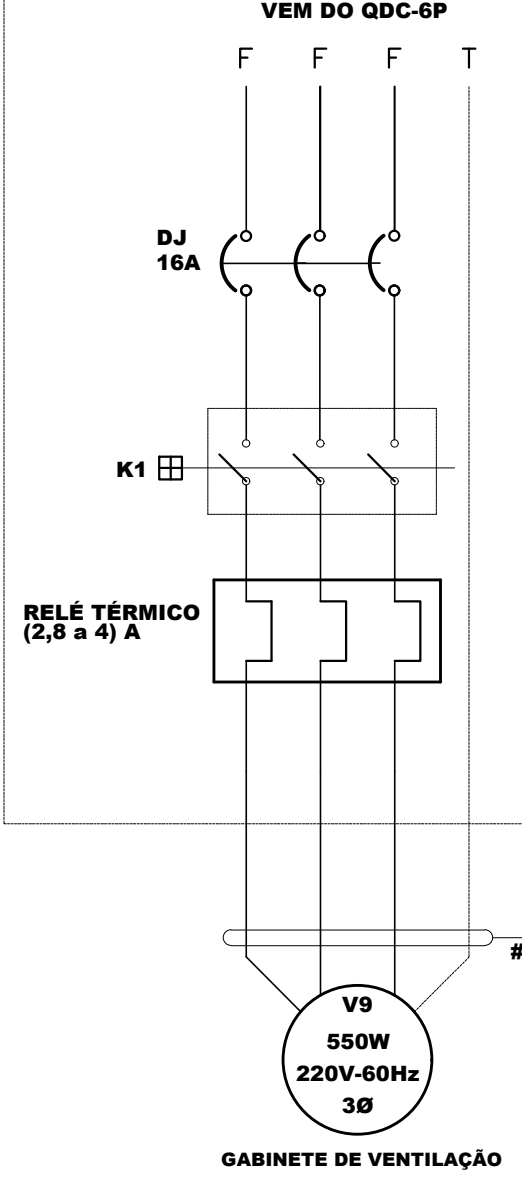 VEM DO QDC-6P
F F F T
DJ
16A
K1
RELÉ TÉRMICO
(2,8 a 4) A
#
V9
550W
220V-60Hz
3Ø
GABINETE DE VENTILAÇÃO